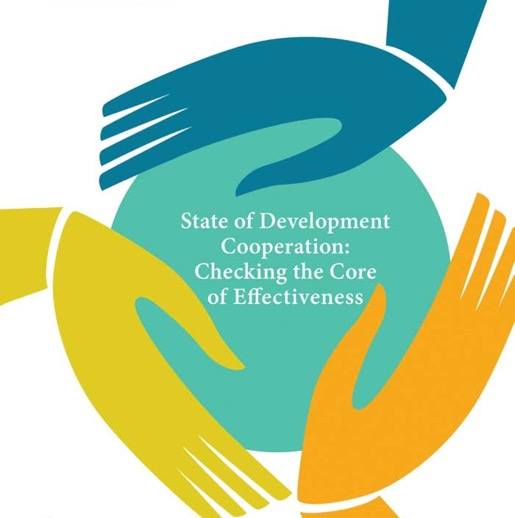 State of Development
Cooperation:
Checking the Core
of Effectiveness